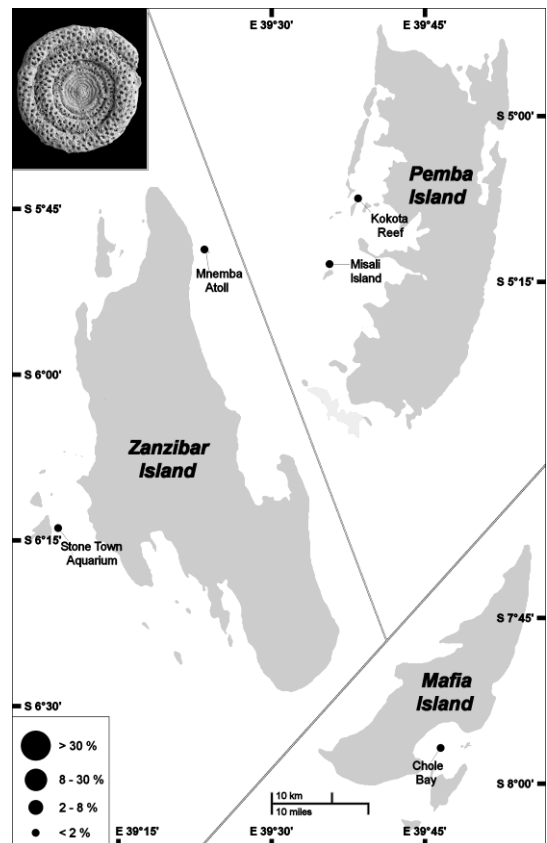 E 39°30'
E 39°45'
S 5°00'
Pemba
Island
Kokota
Reef
S 5°45'
Mnemba
Atoll
Misali
Island
S 5°15'
S 6°00'
Zanzibar
Island
S 6°15'
Stone Town
Aquarium
S 7°45'
Mafia
Island
S 6°30'
Chole
Bay
S 8°00'
> 30 %
8 - 30 %
2 - 8 %
< 2 %
10 km
10 miles
E 39°15'
E 39°30'
E 39°45'